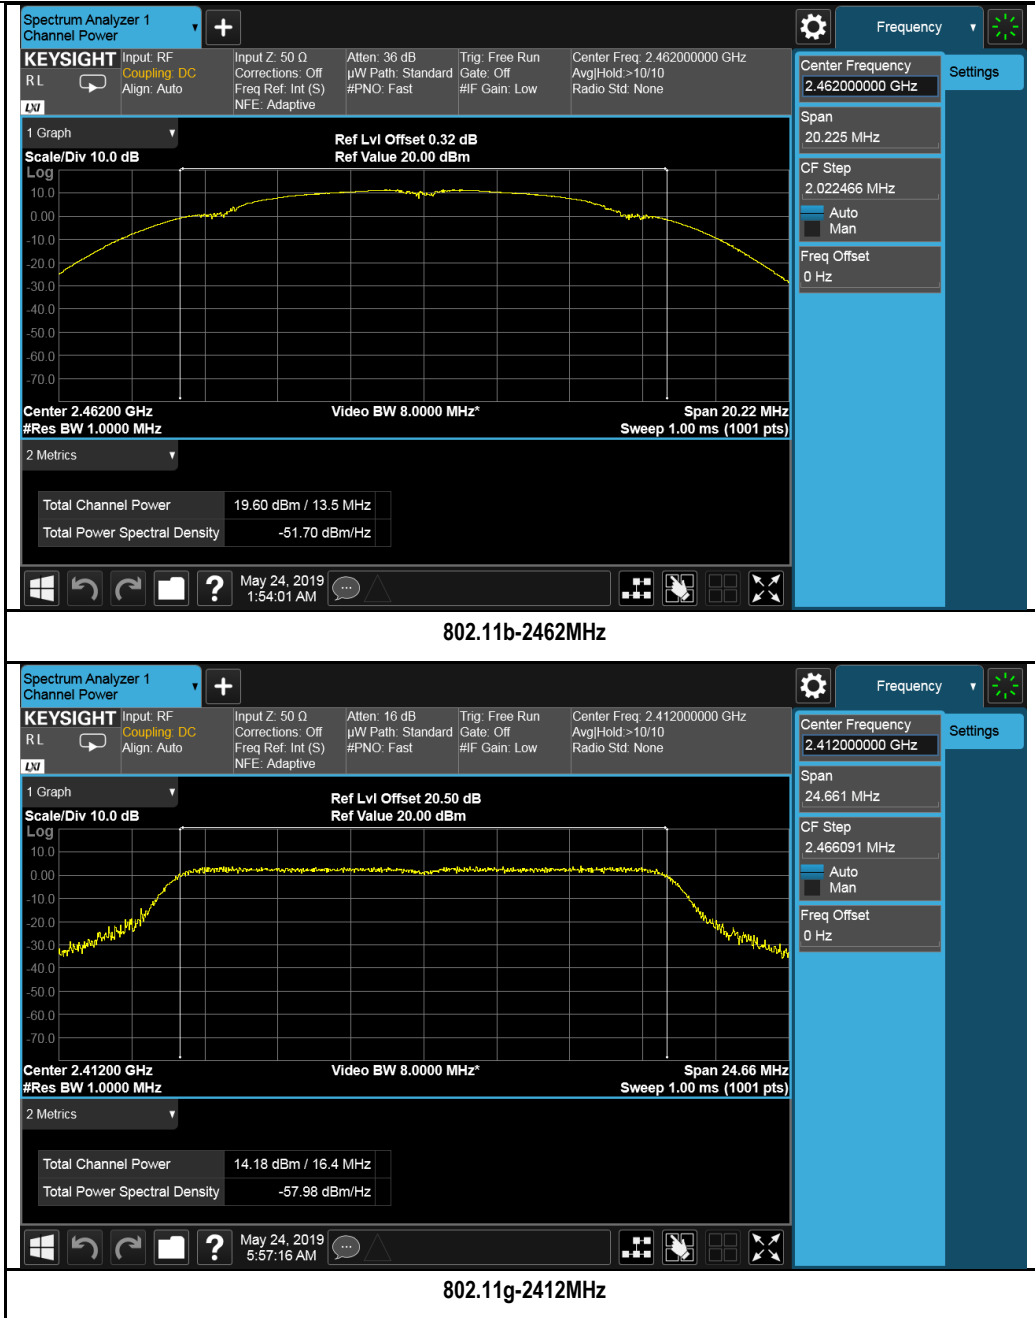 Spectrum Analyzer 1
Channel Power
Frequency
KEYSIGHT
R L
LXI
Input: RF
Coupling: DC
Align: Auto
Input Z: 50 Ω
Corrections: Off
Freq Ref: Int (S)
NFE: Adaptive
Atten: 36 dB
µW Path: Standard
#PNO: Fast
Trig: Free Run
Gate: Off
#IF Gain: Low
Center Freq: 2.462000000 GHz
Avg|Hold:>10/10
Radio Std: None
Center Frequency
2.462000000 GHz
Settings
Span
20.225 MHz
CF Step
2.022466 MHz
Auto
Man
Freq Offset
0 Hz
1 Graph
Scale/Div 10.0 dB
Ref Lvl Offset 0.32 dB
Ref Value 20.00 dBm
Log
10.0
0.00
-10.0
-20.0
-30.0
-40.0
-50.0
-60.0
-70.0
Center 2.46200 GHz
#Res BW 1.0000 MHz
Video BW 8.0000 MHz*
Span 20.22 MHz
Sweep 1.00 ms (1001 pts)
2 Metrics
Total Channel Power 19.60 dBm / 13.5 MHz
Total Power Spectral Density -51.70 dBm/Hz
?
May 24, 2019
1:54:01 AM
802.11b-2462MHz
Spectrum Analyzer 1
Channel Power
Frequency
KEYSIGHT
R L
LXI
Input: RF
Coupling: DC
Align: Auto
Input Z: 50 Ω
Corrections: Off
Freq Ref: Int (S)
NFE: Adaptive
Atten: 16 dB
µW Path: Standard
#PNO: Fast
Trig: Free Run
Gate: Off
#IF Gain: Low
Center Freq: 2.412000000 GHz
Avg|Hold:>10/10
Radio Std: None
Center Frequency
2.412000000 GHz
Settings
Span
24.661 MHz
CF Step
2.466091 MHz
Auto
Man
Freq Offset
0 Hz
1 Graph
Scale/Div 10.0 dB
Ref Lvl Offset 20.50 dB
Ref Value 20.00 dBm
Log
10.0
0.00
-10.0
-20.0
-30.0
-40.0
-50.0
-60.0
-70.0
Center 2.41200 GHz
#Res BW 1.0000 MHz
Video BW 8.0000 MHz*
Span 24.66 MHz
Sweep 1.00 ms (1001 pts)
2 Metrics
Total Channel Power 14.18 dBm / 16.4 MHz
Total Power Spectral Density -57.98 dBm/Hz
?
May 24, 2019
5:57:16 AM
802.11g-2412MHz